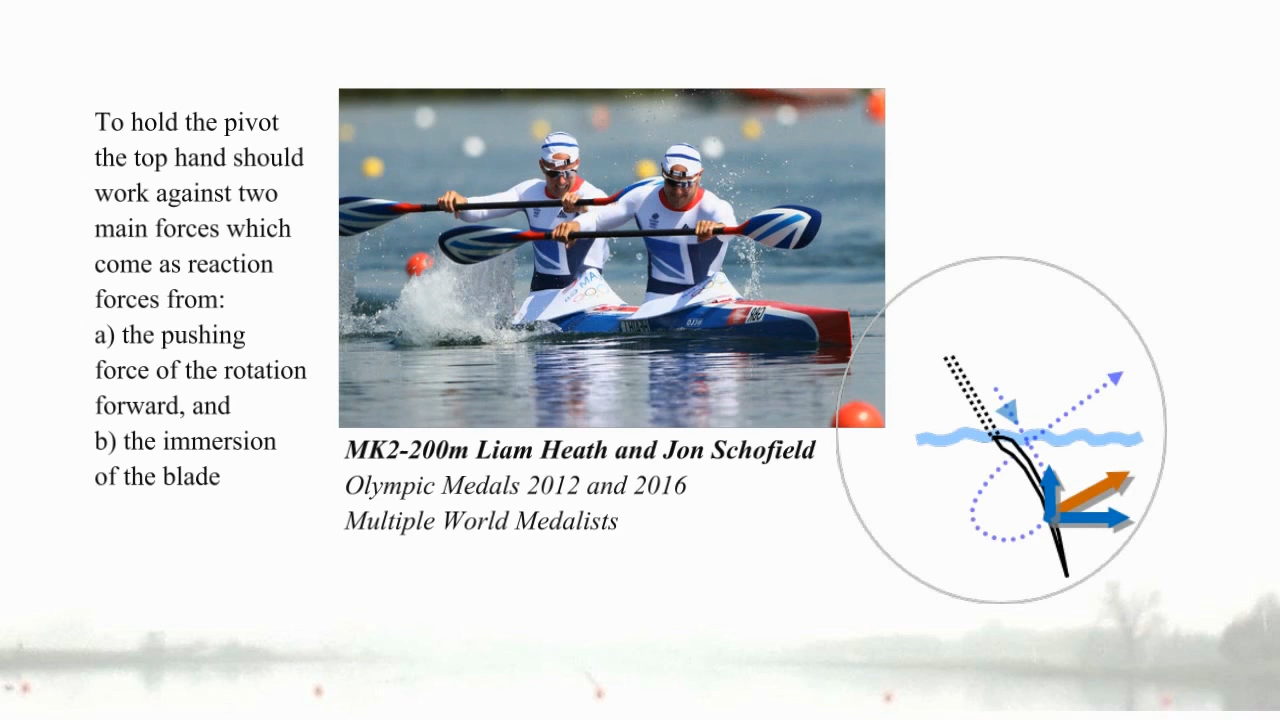 To hold the pivot
the top hand should
work against two
main forces which
come as reaction
forces from:
a) the pushing
force of the rotation
forward, and
b) the immersion
of the blade
MK2-200m Liam Heath and Jon Schofield
Olympic Medals 2012 and 2016
Multiple World Medalists